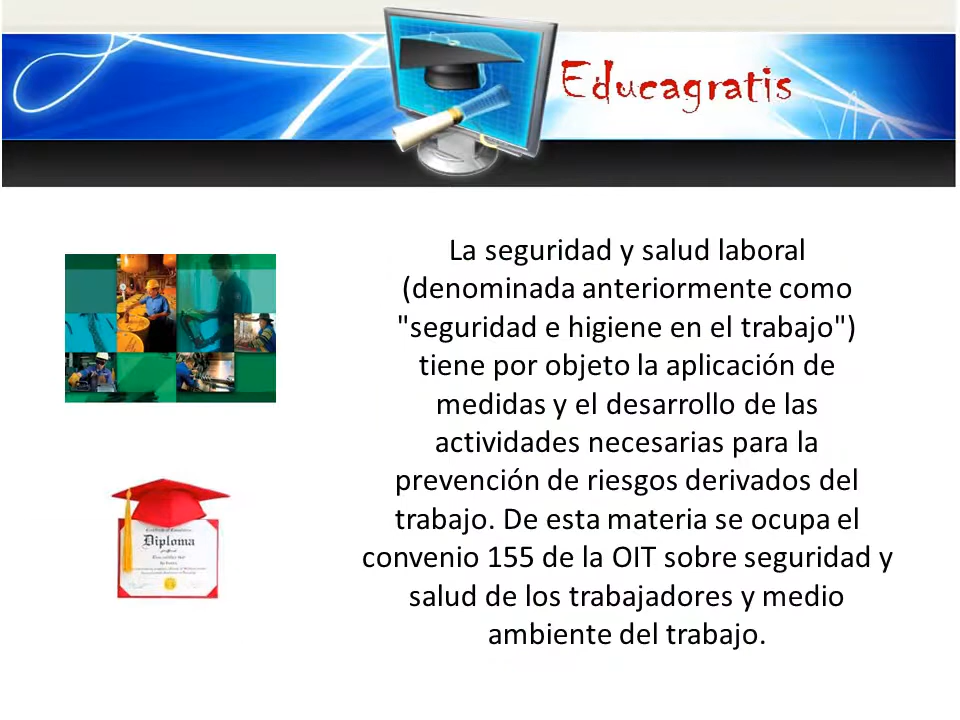 Educagratis
La seguridad y salud laboral
(denominada anteriormente como
"seguridad e higiene en el trabajo")
tiene por objeto la aplicación de
medidas y el desarrollo de las
actividades necesarias para la
prevención de riesgos derivados del
trabajo. De esta materia se ocupa el
convenio 155 de la OIT sobre seguridad y
salud de los trabajadores y medio
ambiente del trabajo.
Diploma